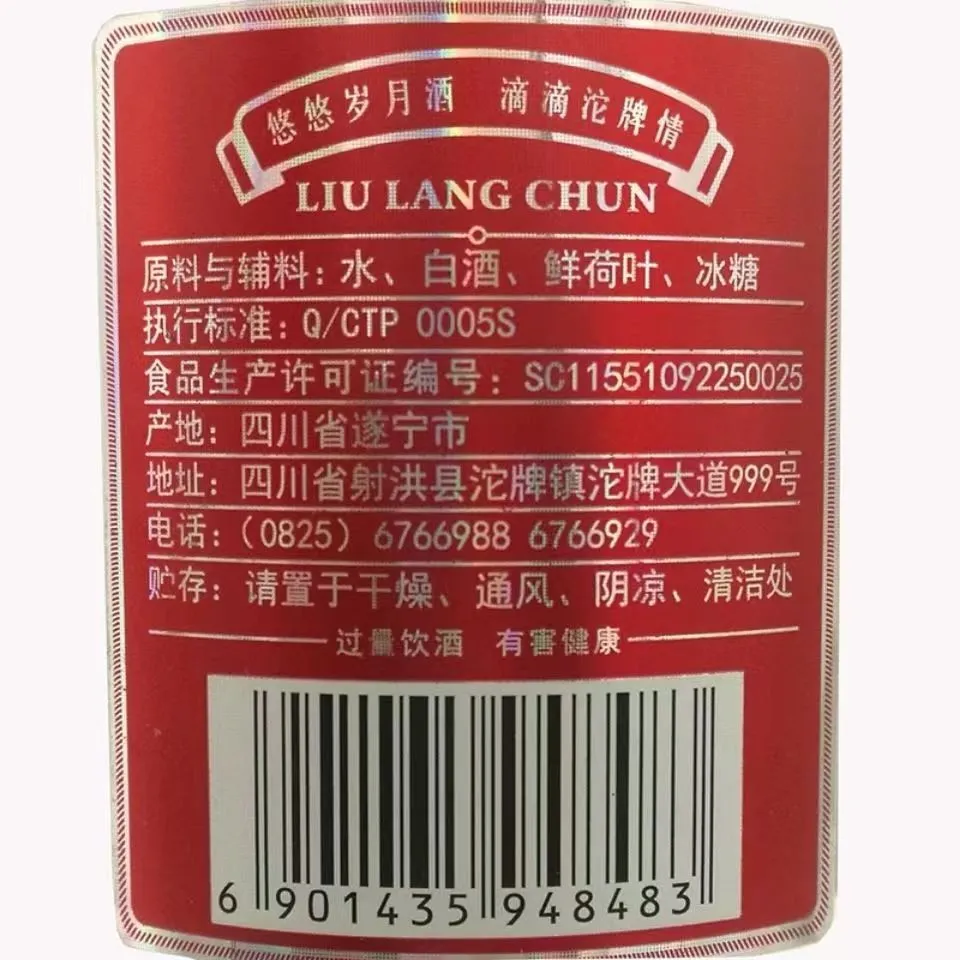 悠悠岁月酒 滴滴沱牌情
LIU LANG CHUN
原料与辅料：水、白酒、鲜荷叶、冰糖
执行标准：Q/CTP 0005S
食品生产许可证编号：SC11551092250025
产地：四川省遂宁市
地址：四川省射洪县沱牌镇沱牌大道999号
电话：（0825）6766988 6766929
贮存：请置于干燥、通风、阴凉、清洁处
过量饮酒 有害健康
6 901435 948483